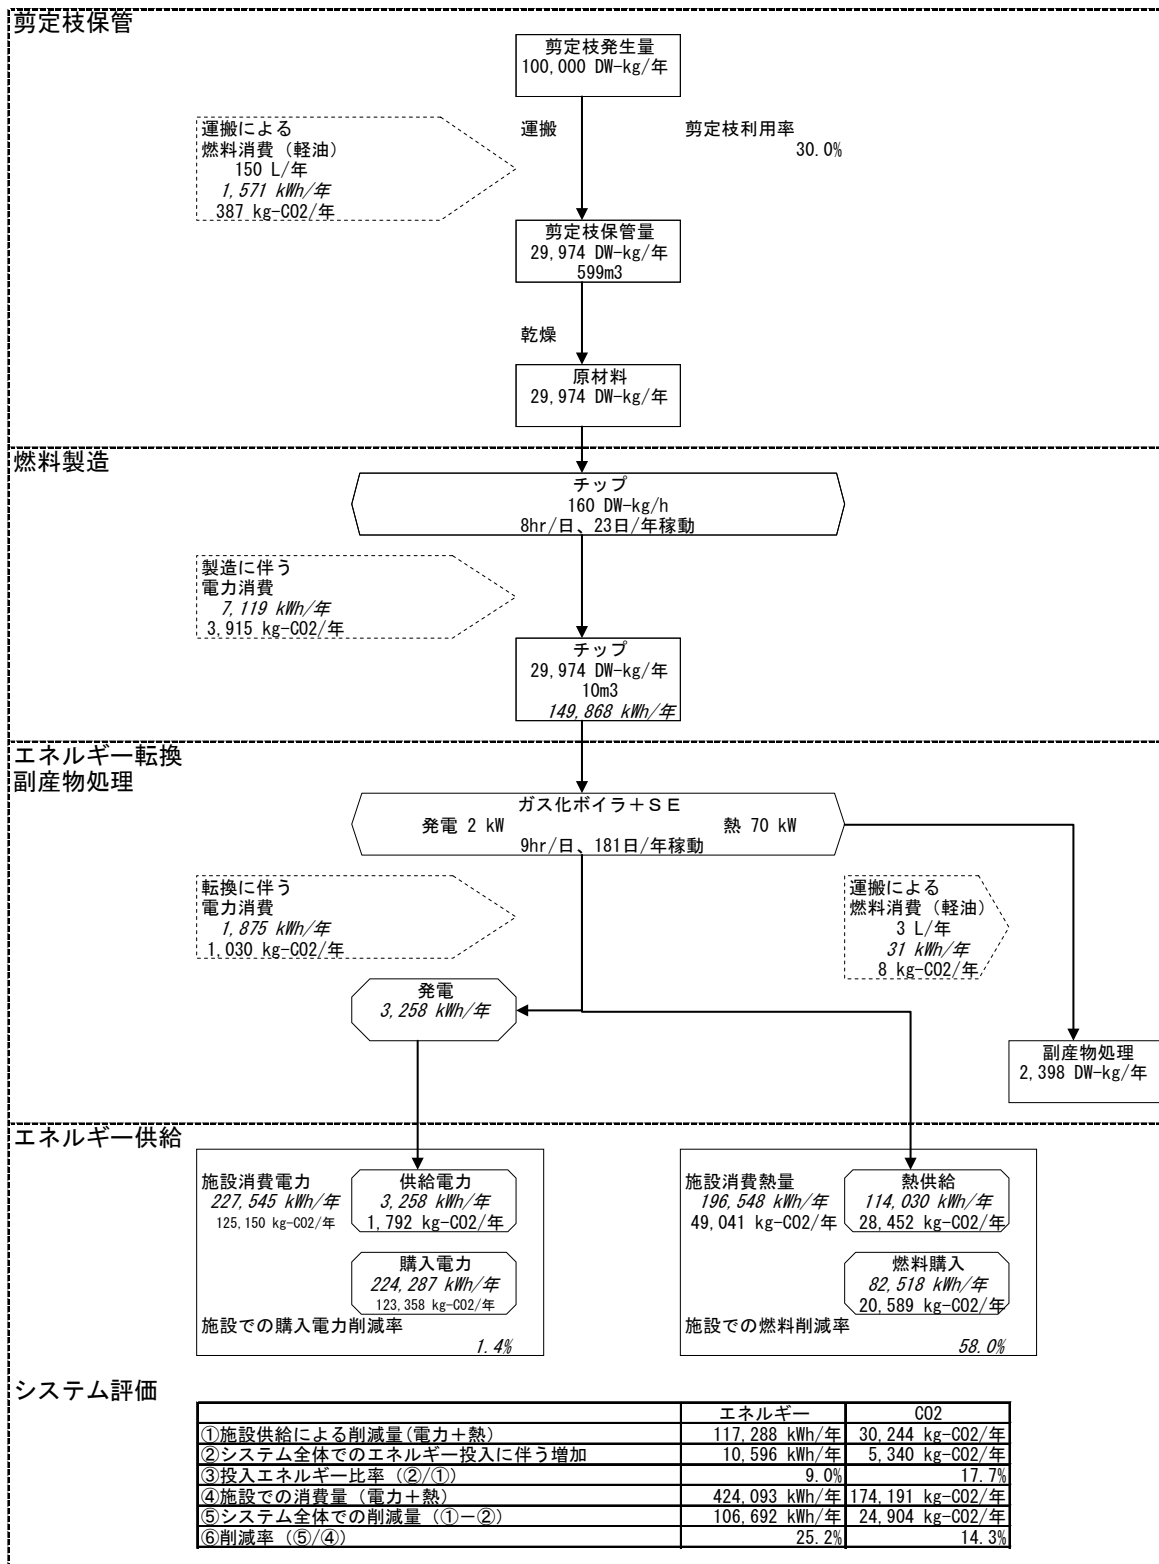 剪定枝保管
剪定枝発生量
100,000 DW-kg/年
運搬による
燃料消費（軽油）
150 L/年
1,571 kWh/年
387 kg-CO2/年
運搬
剪定枝利用率
30.0%
剪定枝保管量
29,974 DW-kg/年
599m3
乾燥
原材料
29,974 DW-kg/年
燃料製造
チップ
160 DW-kg/h
8hr/日、23日/年稼動
製造に伴う
電力消費
7,119 kWh/年
3,915 kg-CO2/年
チップ
29,974 DW-kg/年
10m3
149,868 kWh/年
エネルギー転換
副産物処理
ガス化ボイラ＋ＳＥ
発電 2 kW 熱 70 kW
9hr/日、181日/年稼動
転換に伴う
電力消費
1,875 kWh/年
1,030 kg-CO2/年
運搬による
燃料消費（軽油）
3 L/年
31 kWh/年
8 kg-CO2/年
発電
3,258 kWh/年
副産物処理
2,398 DW-kg/年
エネルギー供給
施設消費電力
227,545 kWh/年
125,150 kg-CO2/年
供給電力
3,258 kWh/年
1,792 kg-CO2/年
購入電力
224,287 kWh/年
123,358 kg-CO2/年
施設での購入電力削減率
1.4%
施設消費熱量
196,548 kWh/年
49,041 kg-CO2/年
熱供給
114,030 kWh/年
28,452 kg-CO2/年
燃料購入
82,518 kWh/年
20,589 kg-CO2/年
施設での燃料削減率
58.0%
システム評価
エネルギー CO2
①施設供給による削減量(電力＋熱) 117,288 kWh/年 30,244 kg-CO2/年
②システム全体でのエネルギー投入に伴う増加 10,596 kWh/年 5,340 kg-CO2/年
③投入エネルギー比率（②/①） 9.0% 17.7%
④施設での消費量（電力＋熱） 424,093 kWh/年 174,191 kg-CO2/年
⑤システム全体での削減量（①－②） 106,692 kWh/年 24,904 kg-CO2/年
⑥削減率（⑤/④） 25.2% 14.3%